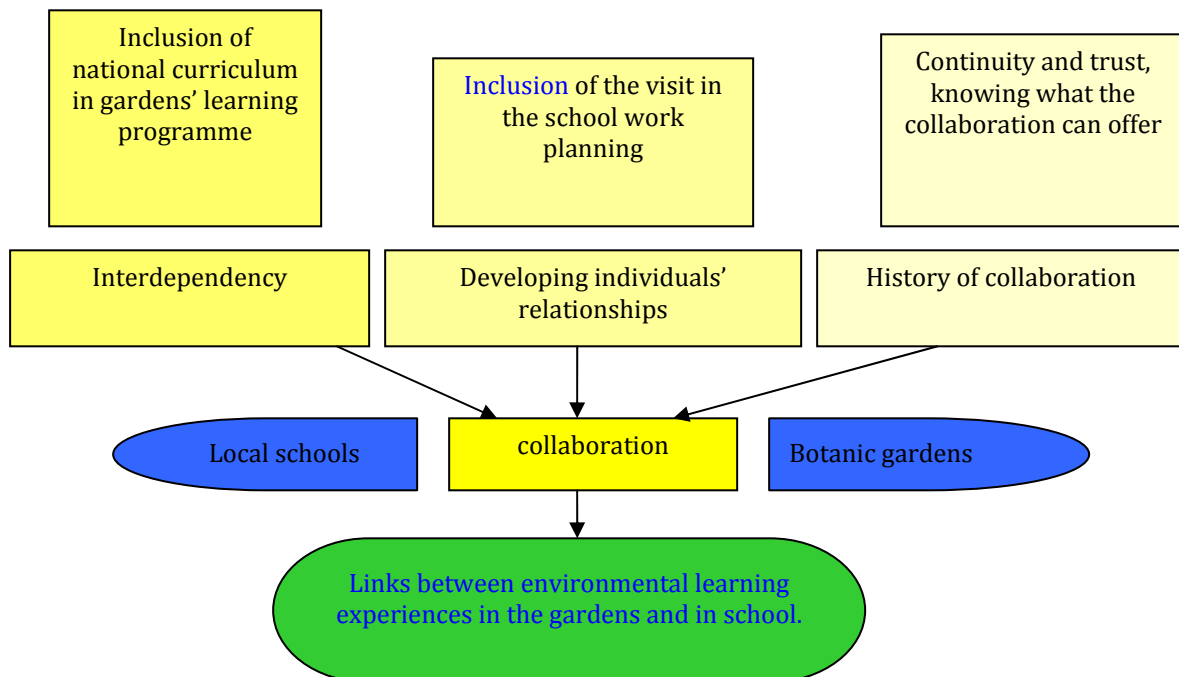 Inclusion of
national curriculum
in gardens’ learning
programme
Inclusion of the visit in
the school work
planning
Continuity and trust,
knowing what the
collaboration can offer
Interdependency
Developing individuals’
relationships
History of collaboration
Local schools
collaboration
Botanic gardens
Links between environmental learning
experiences in the gardens and in school.